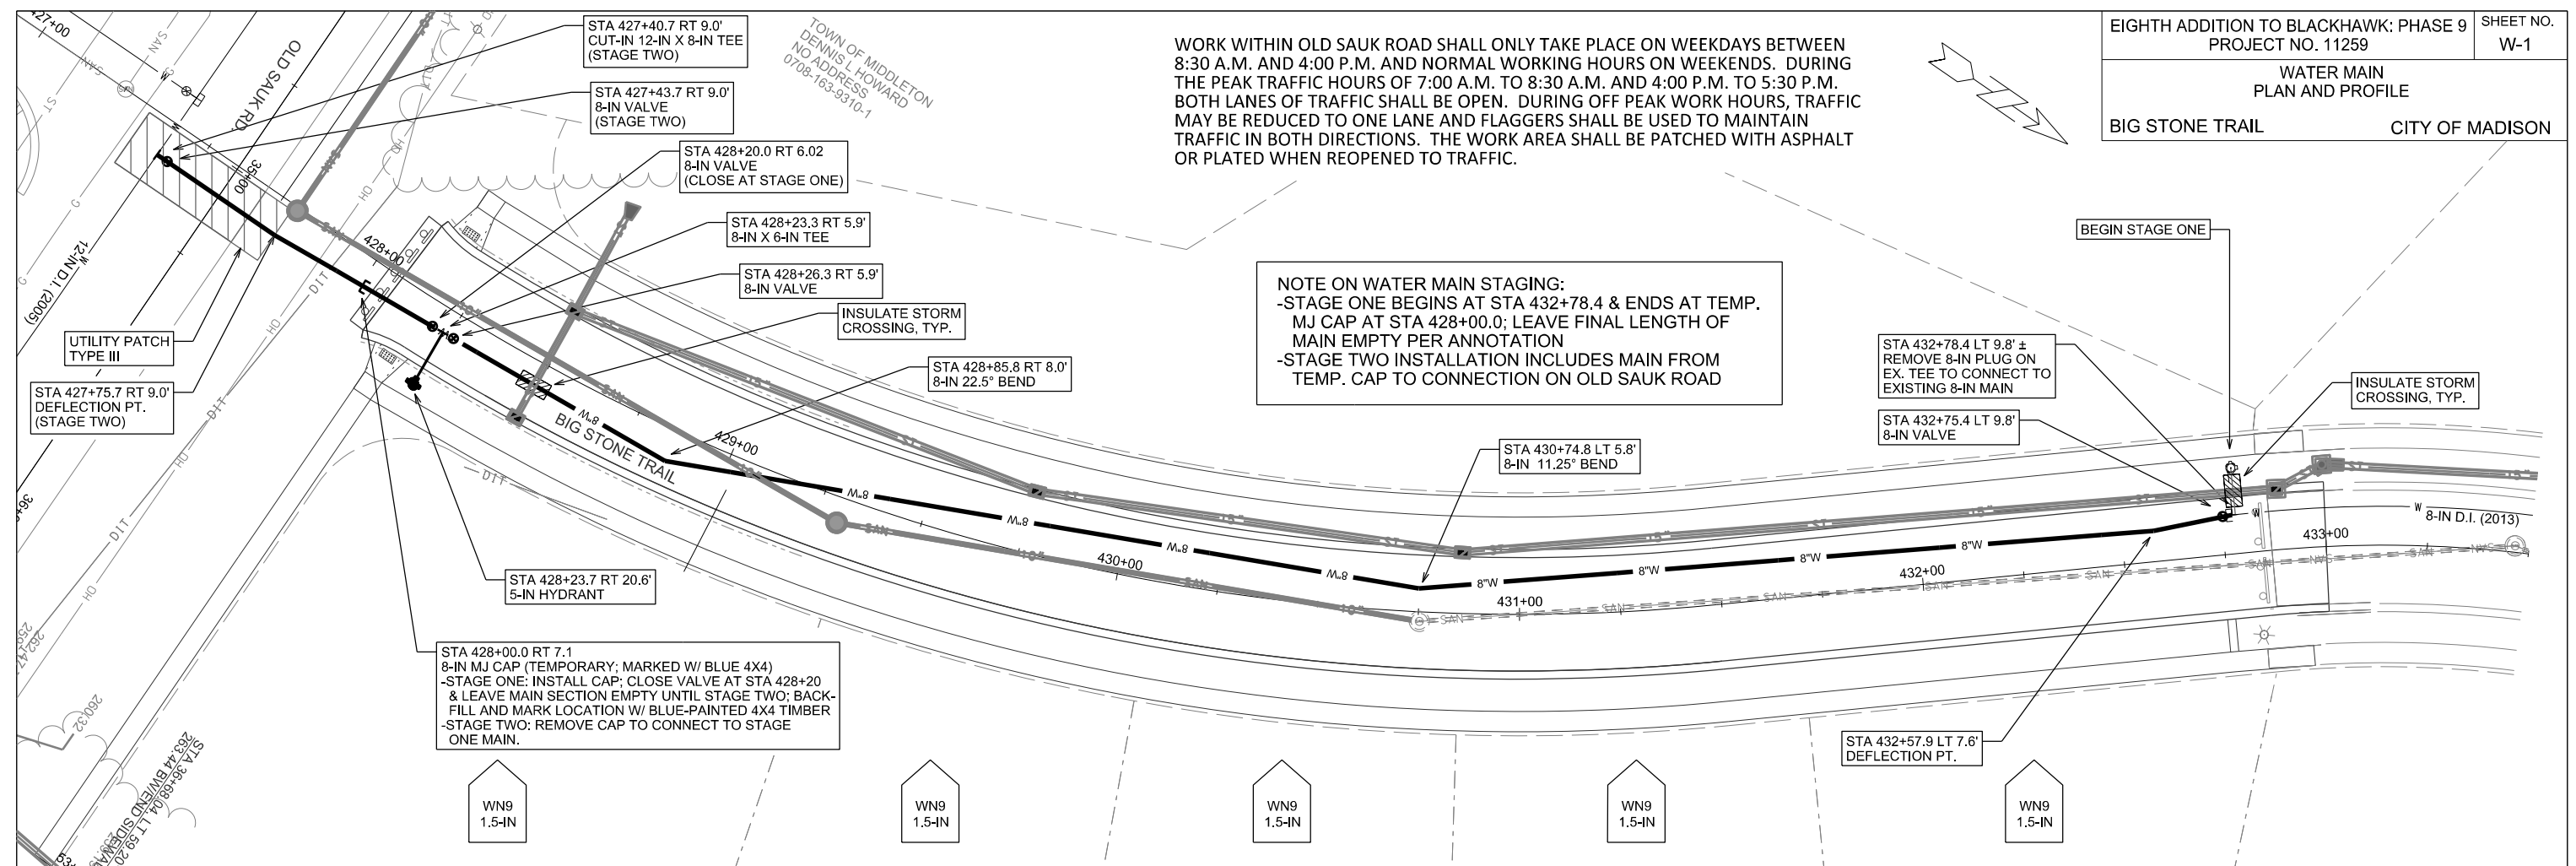 EIGHTH ADDITION TO BLACKHAWK: PHASE 9
PROJECT NO. 11259
SHEET NO.
W-1
WATER MAIN
PLAN AND PROFILE
BIG STONE TRAIL
CITY OF MADISON
WORK WITHIN OLD SAUK ROAD SHALL ONLY TAKE PLACE ON WEEKDAYS BETWEEN
8:30 A.M. AND 4:00 P.M. AND NORMAL WORKING HOURS ON WEEKENDS. DURING
THE PEAK TRAFFIC HOURS OF 7:00 A.M. TO 8:30 A.M. AND 4:00 P.M. TO 5:30 P.M.
BOTH LANES OF TRAFFIC SHALL BE OPEN. DURING OFF PEAK WORK HOURS, TRAFFIC
MAY BE REDUCED TO ONE LANE AND FLAGGERS SHALL BE USED TO MAINTAIN
TRAFFIC IN BOTH DIRECTIONS. THE WORK AREA SHALL BE PATCHED WITH ASPHALT
OR PLATED WHEN REOPENED TO TRAFFIC.
TOWN OF MIDDLETON
DENNIS L HOWARD
NO ADDRESS
0708-163-9310-1
STA 427+40.7 RT 9.0'
CUT-IN 12-IN X 8-IN TEE
(STAGE TWO)
STA 427+43.7 RT 9.0'
8-IN VALVE
(STAGE TWO)
STA 428+20.0 RT 6.02
8-IN VALVE
(CLOSE AT STAGE ONE)
STA 428+23.3 RT 5.9'
8-IN X 6-IN TEE
STA 428+26.3 RT 5.9'
8-IN VALVE
INSULATE STORM
CROSSING, TYP.
STA 428+85.8 RT 8.0'
8-IN 22.5° BEND
427+00
OLD SAUK RD.
35+00
12-IN D.I. (2005)
UTILITY PATCH
TYPE III
STA 427+75.7 RT 9.0'
DEFLECTION PT.
(STAGE TWO)
428+00
BIG STONE TRAIL
429+00
NOTE ON WATER MAIN STAGING:
-STAGE ONE BEGINS AT STA 432+78.4 & ENDS AT TEMP.
MJ CAP AT STA 428+00.0; LEAVE FINAL LENGTH OF
MAIN EMPTY PER ANNOTATION
-STAGE TWO INSTALLATION INCLUDES MAIN FROM
TEMP. CAP TO CONNECTION ON OLD SAUK ROAD
BEGIN STAGE ONE
STA 432+78.4 LT 9.8' ±
REMOVE 8-IN PLUG ON
EX. TEE TO CONNECT TO
EXISTING 8-IN MAIN
STA 432+75.4 LT 9.8'
8-IN VALVE
INSULATE STORM
CROSSING, TYP.
STA 430+74.8 LT 5.8'
8-IN 11.25° BEND
8-IN D.I. (2013)
433+00
432+00
431+00
430+00
8"W
8"W
8"W
8"W
8"W
8"W
8"W
8"W
8"W
STA 428+23.7 RT 20.6'
5-IN HYDRANT
STA 428+00.0 RT 7.1
8-IN MJ CAP (TEMPORARY; MARKED W/ BLUE 4X4)
-STAGE ONE: INSTALL CAP; CLOSE VALVE AT STA 428+20
& LEAVE MAIN SECTION EMPTY UNTIL STAGE TWO; BACK-
FILL AND MARK LOCATION W/ BLUE-PAINTED 4X4 TIMBER
-STAGE TWO: REMOVE CAP TO CONNECT TO STAGE
ONE MAIN.
STA 432+57.9 LT 7.6'
DEFLECTION PT.
260.32
STA 36+68.04, LT 59.20
WN9
1.5-IN
WN9
1.5-IN
WN9
1.5-IN
WN9
1.5-IN
WN9
1.5-IN